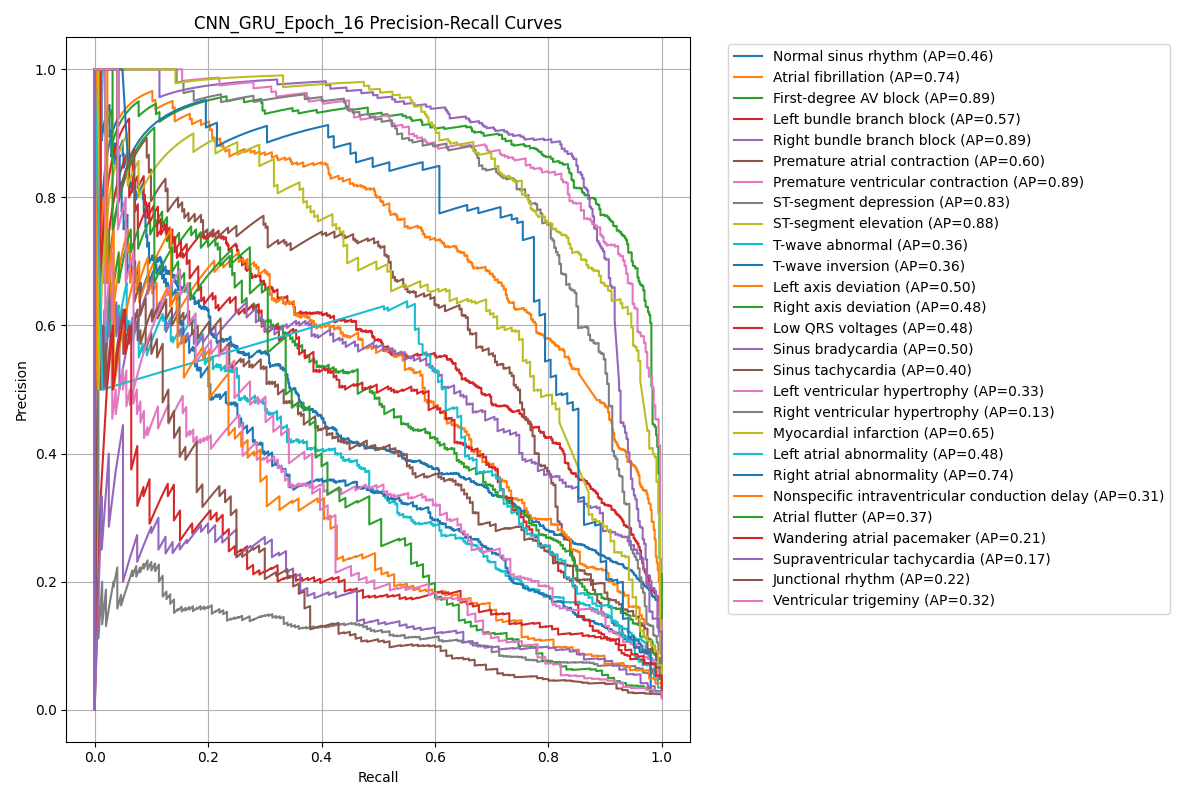 CNN_GRU_Epoch_16 Precision-Recall Curves
Precision
1.0
0.8
0.6
0.4
0.2
0.0
0.0 0.2 0.4 0.6 0.8 1.0
Recall
Normal sinus rhythm (AP=0.46)
Atrial fibrillation (AP=0.74)
First-degree AV block (AP=0.89)
Left bundle branch block (AP=0.57)
Right bundle branch block (AP=0.89)
Premature atrial contraction (AP=0.60)
Premature ventricular contraction (AP=0.89)
ST-segment depression (AP=0.83)
ST-segment elevation (AP=0.88)
T-wave abnormal (AP=0.36)
T-wave inversion (AP=0.36)
Left axis deviation (AP=0.50)
Right axis deviation (AP=0.48)
Low QRS voltages (AP=0.48)
Sinus bradycardia (AP=0.50)
Sinus tachycardia (AP=0.40)
Left ventricular hypertrophy (AP=0.33)
Right ventricular hypertrophy (AP=0.13)
Myocardial infarction (AP=0.65)
Left atrial abnormality (AP=0.48)
Right atrial abnormality (AP=0.74)
Nonspecific intraventricular conduction delay (AP=0.31)
Atrial flutter (AP=0.37)
Wandering atrial pacemaker (AP=0.21)
Supraventricular tachycardia (AP=0.17)
Junctional rhythm (AP=0.22)
Ventricular trigeminy (AP=0.32)